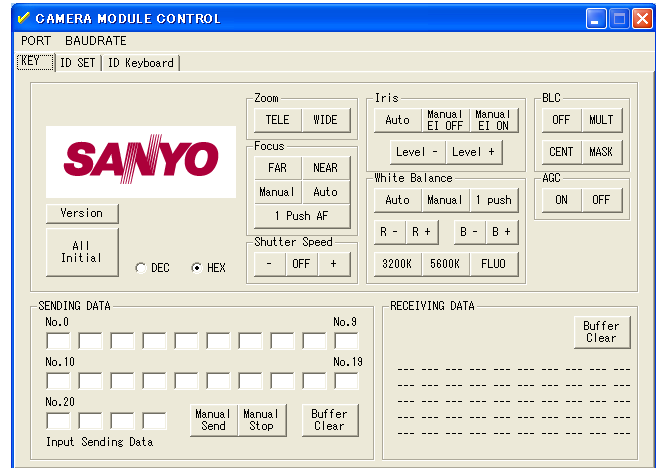 CAMERA MODULE CONTROL
PORT BAUDRATE
KEY ID SET ID Keyboard
SANYO
Version
All
Initial
DEC HEX
Zoom
TELE WIDE
Focus
FAR NEAR
Manual Auto
1 Push AF
Shutter Speed
- OFF +
Iris
Auto Manual EI OFF Manual EI ON
Level - Level +
White Balance
Auto Manual 1 push
R - R + B - B +
3200K 5600K FLUO
BLC
OFF MULT
CENT MASK
AGC
ON OFF
SENDING DATA
No.0 No.9
No.10 No.19
No.20
Input Sending Data
Manual Send Manual Stop Buffer Clear
RECEIVING DATA
Buffer
Clear
--- --- --- --- --- --- --- --- --- ---
--- --- --- --- --- --- --- --- --- ---
--- --- --- --- --- --- --- --- --- ---
--- --- --- --- --- --- --- --- --- ---
--- --- --- --- --- --- --- --- --- ---